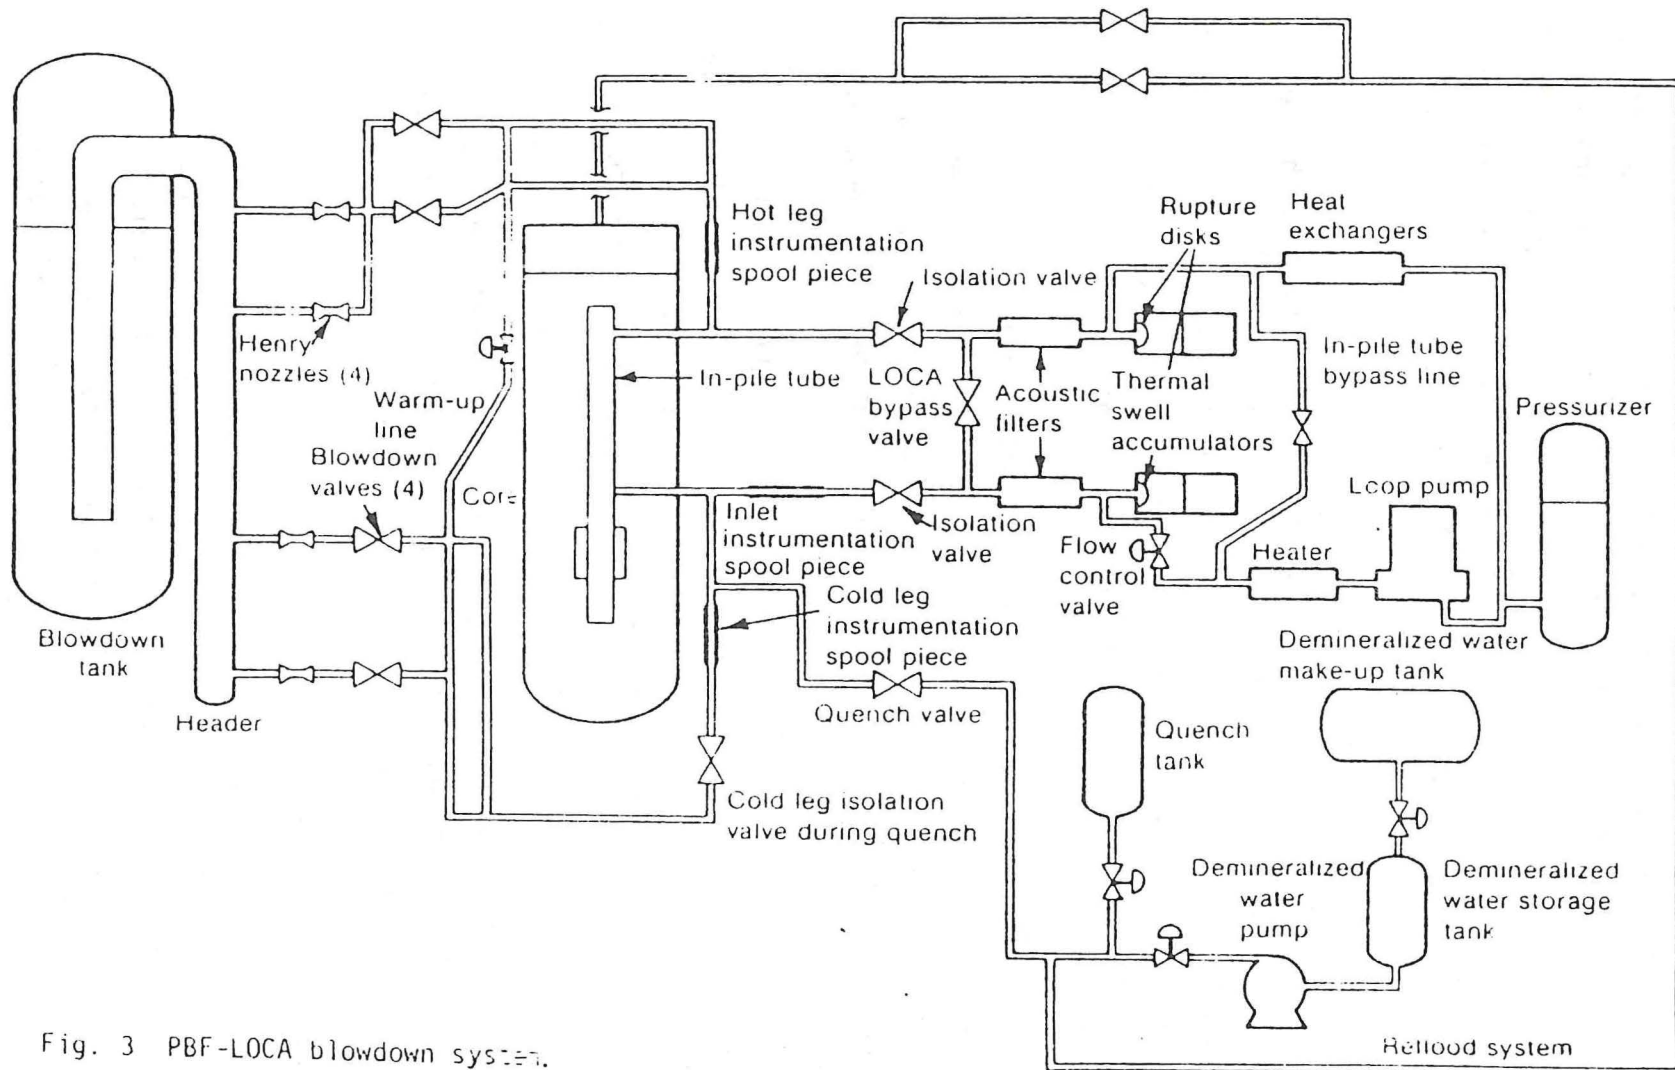 Hot leg
instrumentation
spool piece
Rupture
disks
Heat
exchangers
Isolation valve
Henry
nozzles (4)
In-pile tube
LOCA
bypass
valve
Acoustic
filters
Thermal
swell
accumulators
In-pile tube
bypass line
Pressurizer
Warm-up
line
Blowdown
valves (4)
Core
Inlet
instrumentation
spool piece
Isolation
valve
Flow
control
valve
Heater
Loop pump
Blowdown
tank
Header
Cold leg
instrumentation
spool piece
Quench valve
Demineralized water
make-up tank
Quench
tank
Cold leg isolation
valve during quench
Demineralized
water
pump
Demineralized
water storage
tank
Reflood system
Fig. 3 PBF-LOCA blowdown system.